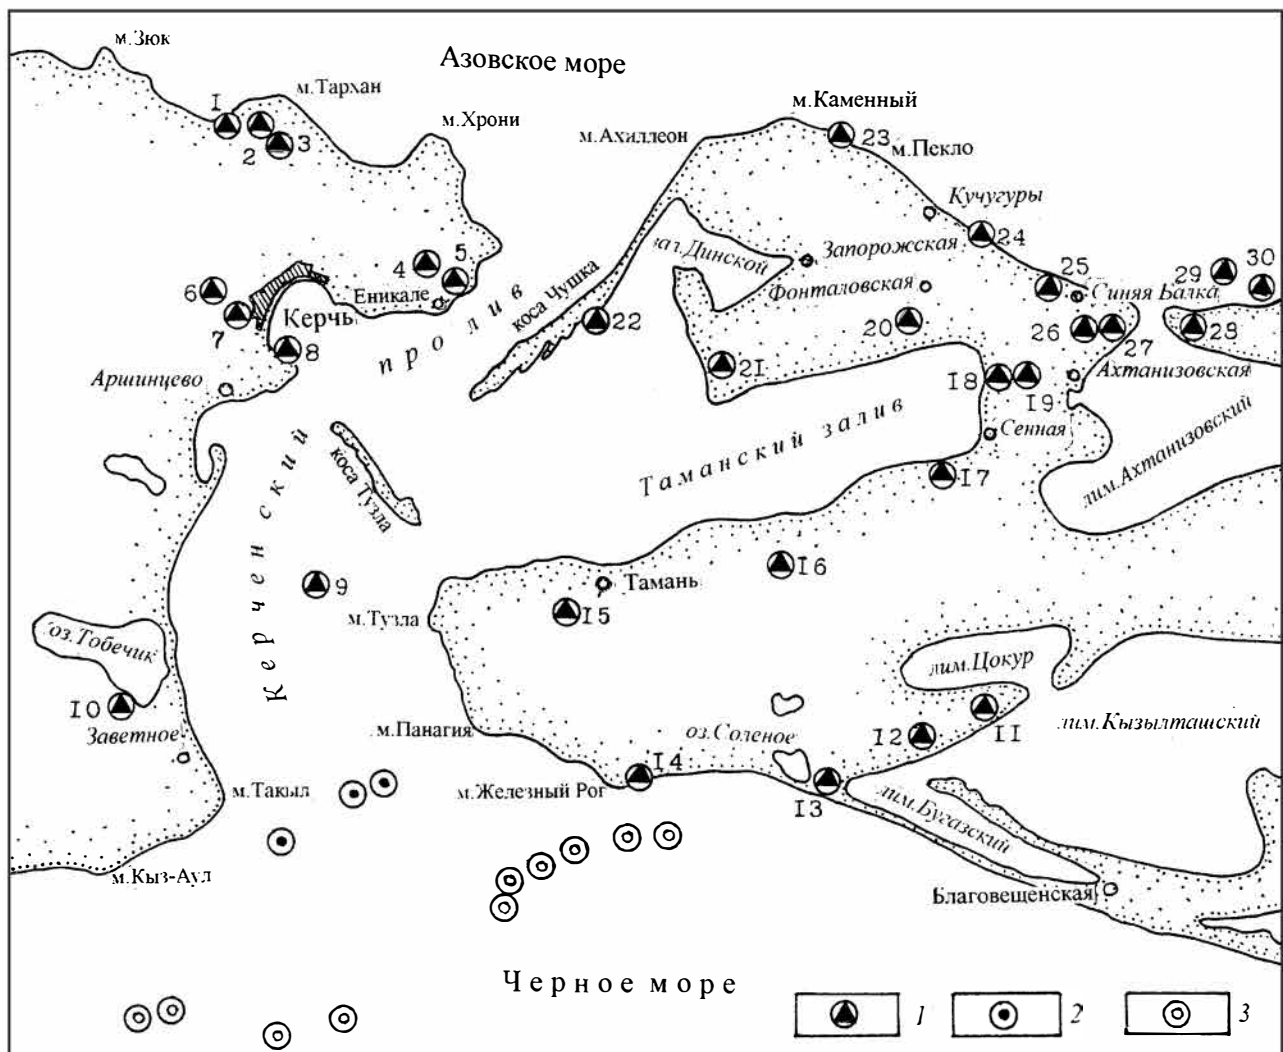 м.Зюк
Азовское море
м.Тархан
м.Каменный
1
м.Хрони
м.Ахиллеон
2
3
23
м.Пекло
Кучугуры
24
4
5
зал.Динской
Запорожская
25
29
30
6
Еникале
коса Чушка
Фонталовская
Синяя Балка
7
Керчь
22
20
26
27
28
8
пролив
21
18
19
Ахтанизовская
Аршинцево
Таманский залив
Сенная
коса Тузла
17
лим.Ахтанизовский
Керченский
16
9
Тамань
15
м.Тузла
оз.Тобечик
лим.Цокур
10
Заветное
м.Панагия
оз.Соленое
12
11
лим.Кызылташский
14
м.Такыл
м.Железный Рог
13
лим.Бугазский
м.Кыз-Аул
Благовещенская
Черное море
1
2
3